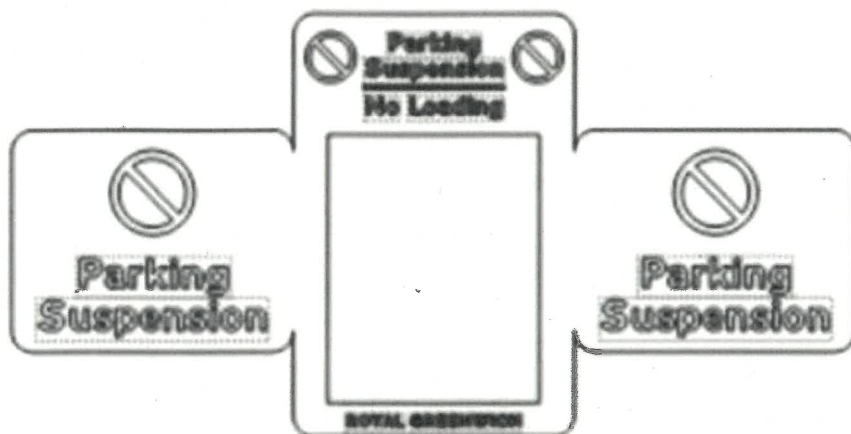 Parking
Suspension
No Loading
Parking
Suspension
Parking
Suspension
ROYAL GREENWICH